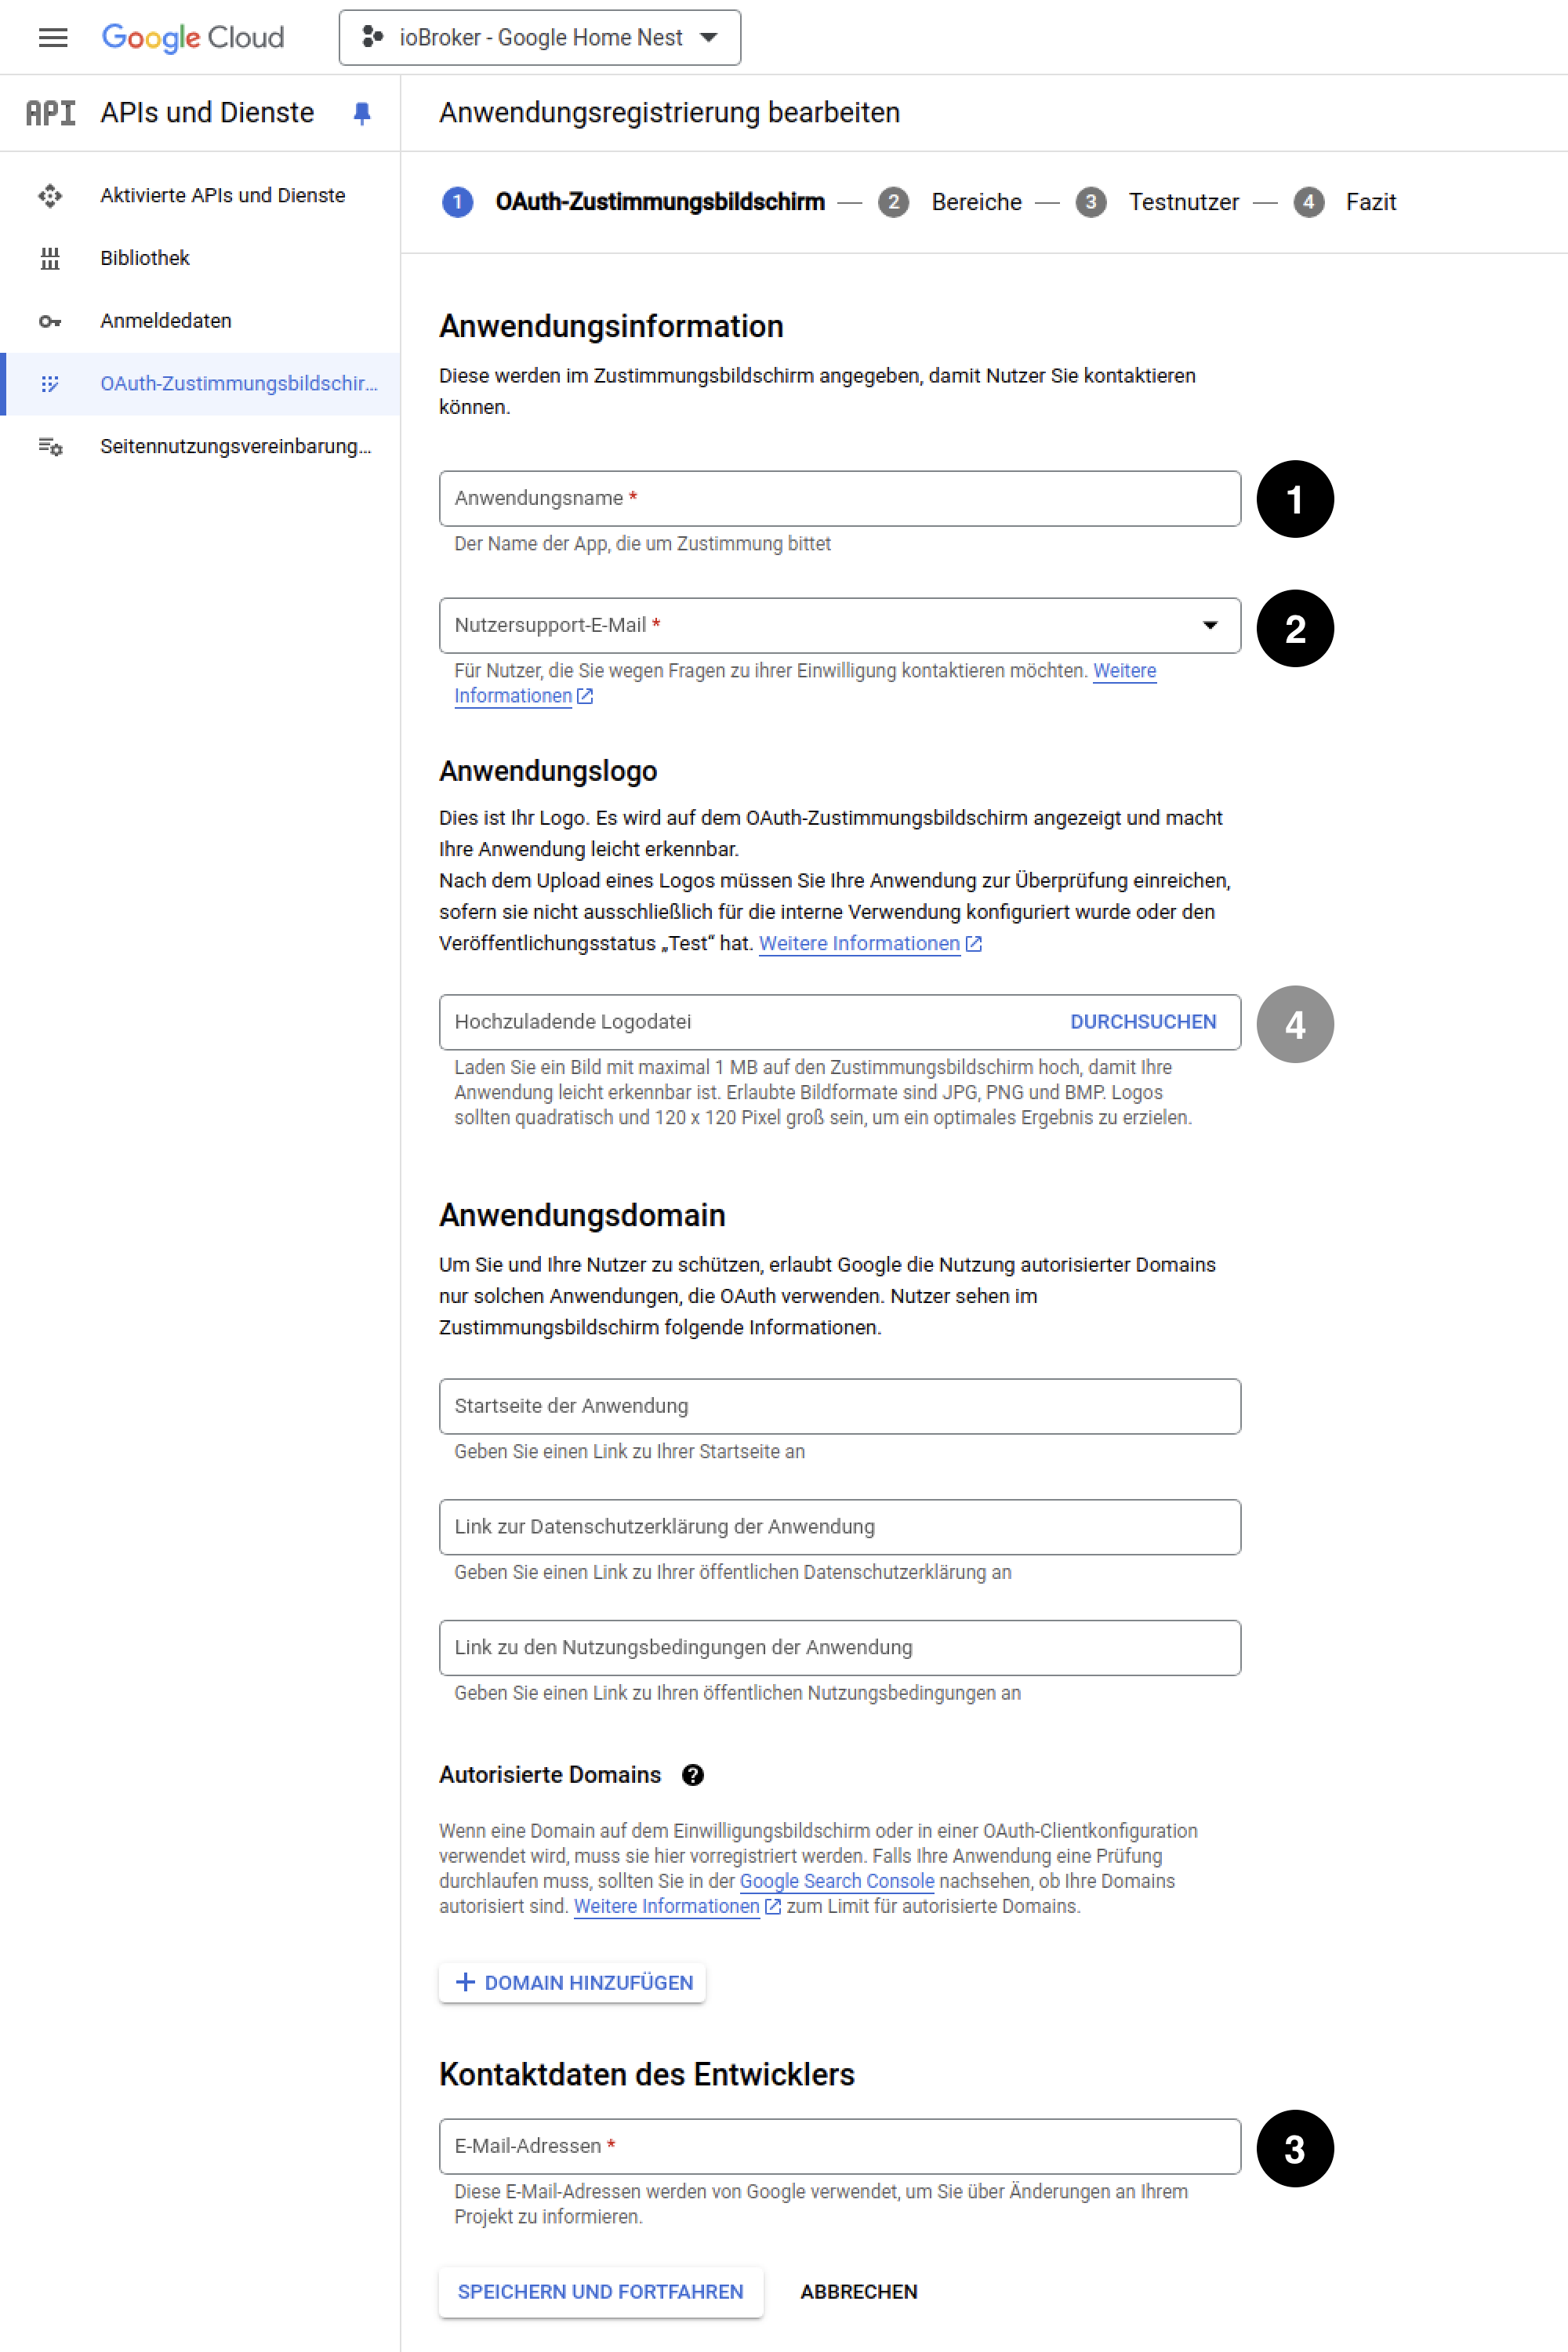 Google Cloud
ioBroker - Google Home Nest
API APIs und Dienste
Aktivierte APIs und Dienste
Bibliothek
Anmeldedaten
OAuth-Zustimmungsbildschir...
Seitennutzungsvereinbarung...
Anwendungsregistrierung bearbeiten
1 OAuth-Zustimmungsbildschirm — 2 Bereiche — 3 Testnutzer — 4 Fazit
Anwendungsinformation
Diese werden im Zustimmungsbildschirm angegeben, damit Nutzer Sie kontaktieren
können.
Anwendungsname *
1
Der Name der App, die um Zustimmung bittet
Nutzersupport-E-Mail *
2
Für Nutzer, die Sie wegen Fragen zu ihrer Einwilligung kontaktieren möchten. Weitere
Informationen
Anwendungslogo
Dies ist Ihr Logo. Es wird auf dem OAuth-Zustimmungsbildschirm angezeigt und macht
Ihre Anwendung leicht erkennbar.
Nach dem Upload eines Logos müssen Sie Ihre Anwendung zur Überprüfung einreichen,
sofern sie nicht ausschließlich für die interne Verwendung konfiguriert wurde oder den
Veröffentlichungsstatus „Test“ hat. Weitere Informationen
Hochzuladende Logodatei DURCHSUCHEN
4
Laden Sie ein Bild mit maximal 1 MB auf den Zustimmungsbildschirm hoch, damit Ihre
Anwendung leicht erkennbar ist. Erlaubte Bildformate sind JPG, PNG und BMP. Logos
sollten quadratisch und 120 x 120 Pixel groß sein, um ein optimales Ergebnis zu erzielen.
Anwendungsdomain
Um Sie und Ihre Nutzer zu schützen, erlaubt Google die Nutzung autorisierter Domains
nur solchen Anwendungen, die OAuth verwenden. Nutzer sehen im
Zustimmungsbildschirm folgende Informationen.
Startseite der Anwendung
Geben Sie einen Link zu Ihrer Startseite an
Link zur Datenschutzerklärung der Anwendung
Geben Sie einen Link zu Ihrer öffentlichen Datenschutzerklärung an
Link zu den Nutzungsbedingungen der Anwendung
Geben Sie einen Link zu Ihren öffentlichen Nutzungsbedingungen an
Autorisierte Domains ?
Wenn eine Domain auf dem Einwilligungsbildschirm oder in einer OAuth-Clientkonfiguration
verwendet wird, muss sie hier vorregistriert werden. Falls Ihre Anwendung eine Prüfung
durchlaufen muss, sollten Sie in der Google Search Console nachsehen, ob Ihre Domains
autorisiert sind. Weitere Informationen zum Limit für autorisierte Domains.
+ DOMAIN HINZUFÜGEN
Kontaktdaten des Entwicklers
E-Mail-Adressen *
3
Diese E-Mail-Adressen werden von Google verwendet, um Sie über Änderungen an Ihrem
Projekt zu informieren.
SPEICHERN UND FORTFAHREN ABBRECHEN